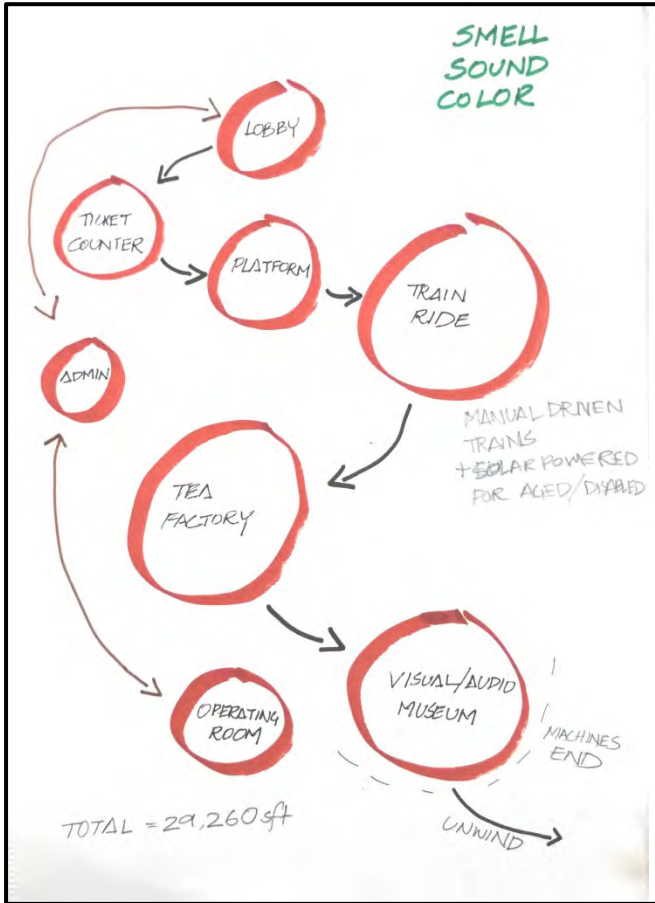 SMELL
SOUND
COLOR
LOBBY
TICKET
COUNTER
PLATFORM
TRAIN
RIDE
ADMIN
MANUAL DRIVEN
TRAINS
+ SOLAR POWERED
FOR AGED/DISABLED
TEA
FACTORY
VISUAL/AUDIO
MUSEUM
OPERATING
ROOM
MACHINES
END
TOTAL = 29,260 sft
UNWIND